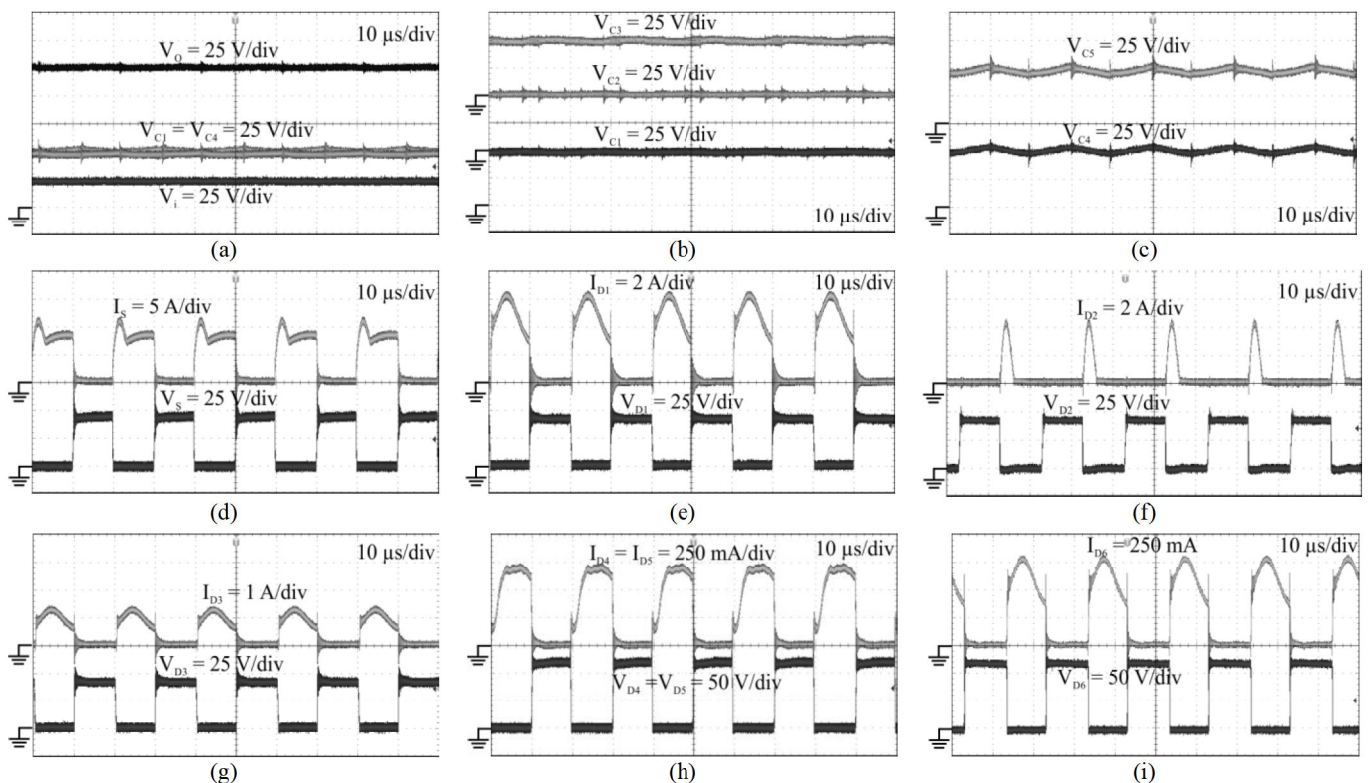 10 µs/div
V_O = 25 V/div
V_C1 = V_C4 = 25 V/div
V_i = 25 V/div
(a)
V_C3 = 25 V/div
V_C2 = 25 V/div
V_C1 = 25 V/div
10 µs/div
(b)
V_C5 = 25 V/div
V_C4 = 25 V/div
10 µs/div
(c)
10 µs/div
I_S = 5 A/div
V_S = 25 V/div
(d)
I_D1 = 2 A/div
10 µs/div
V_D1 = 25 V/div
(e)
10 µs/div
I_D2 = 2 A/div
V_D2 = 25 V/div
(f)
10 µs/div
I_D3 = 1 A/div
V_D3 = 25 V/div
(g)
I_D4 = I_D5 = 250 mA/div
10 µs/div
V_D4 = V_D5 = 50 V/div
(h)
I_D6 = 250 mA
10 µs/div
V_D6 = 50 V/div
(i)